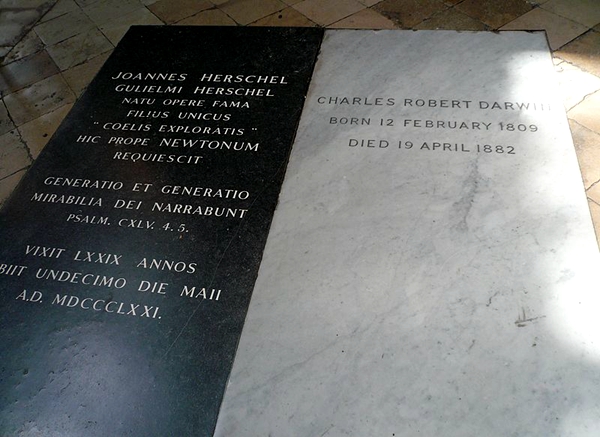 JOANNES HERSCHEL
GULIELMI HERSCHEL
NATU OPERE FAMA
FILIUS UNICUS
" COELIS EXPLORATIS "
HIC PROPE NEWTONUM
REQUIESCIT
GENERATIO ET GENERATIO
MIRABILIA DEI NARRABUNT
PSALM. CXLV. 4. 5.
VIXIT LXXIX ANNOS
BIIT UNDECIMO DIE MAII
A.D. MDCCCLXXI.
CHARLES ROBERT DARWIN
BORN 12 FEBRUARY 1809
DIED 19 APRIL 1882